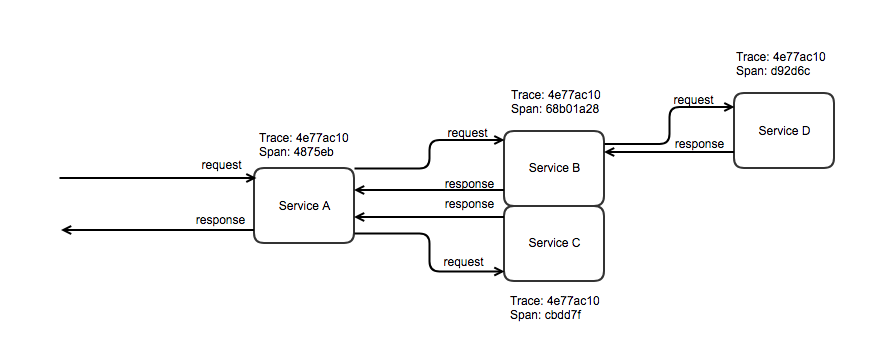 Trace: 4e77ac10
Span: d92d6c
request
Service D
response
Trace: 4e77ac10
Span: 68b01a28
request
Service B
response
response
Service C
request
Trace: 4e77ac10
Span: cbdd7f
Trace: 4e77ac10
Span: 4875eb
request
Service A
response